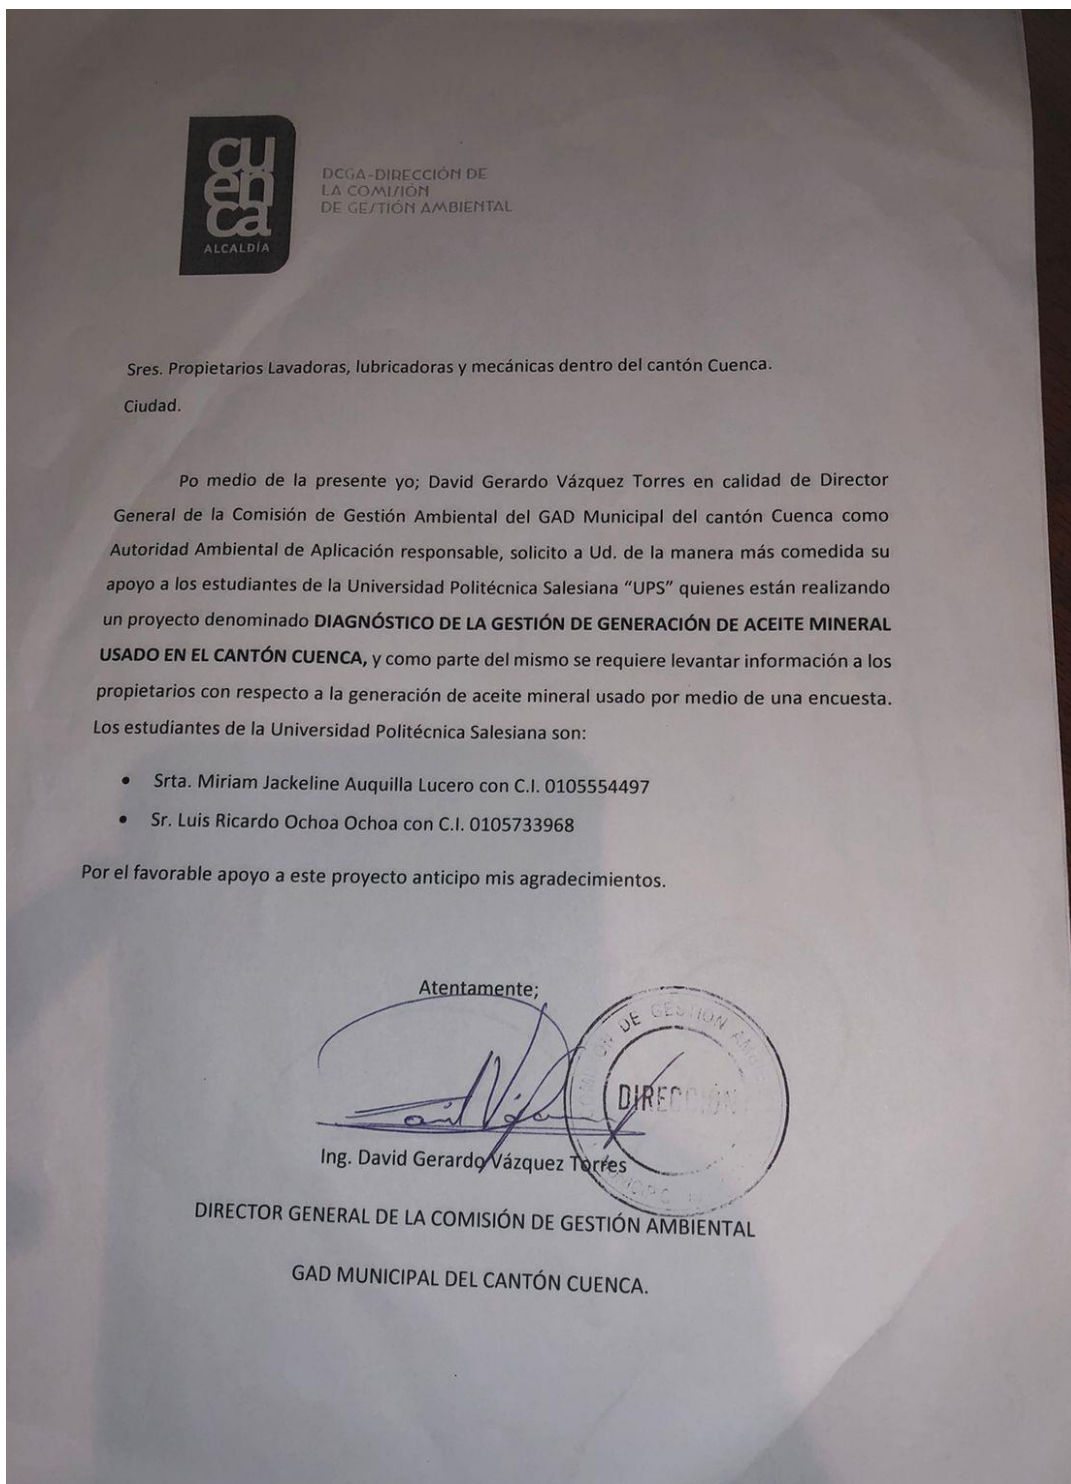 cu
en
ca
ALCALDÍA
DCGA-DIRECCIÓN DE
LA COMISIÓN
DE GESTIÓN AMBIENTAL
Sres. Propietarios Lavadoras, lubricadoras y mecánicas dentro del cantón Cuenca.
Ciudad.
Po medio de la presente yo; David Gerardo Vázquez Torres en calidad de Director
General de la Comisión de Gestión Ambiental del GAD Municipal del cantón Cuenca como
Autoridad Ambiental de Aplicación responsable, solicito a Ud. de la manera más comedida su
apoyo a los estudiantes de la Universidad Politécnica Salesiana “UPS” quienes están realizando
un proyecto denominado DIAGNÓSTICO DE LA GESTIÓN DE GENERACIÓN DE ACEITE MINERAL
USADO EN EL CANTÓN CUENCA, y como parte del mismo se requiere levantar información a los
propietarios con respecto a la generación de aceite mineral usado por medio de una encuesta.
Los estudiantes de la Universidad Politécnica Salesiana son:
• Srta. Miriam Jackeline Auquilla Lucero con C.I. 0105554497
• Sr. Luis Ricardo Ochoa Ochoa con C.I. 0105733968
Por el favorable apoyo a este proyecto anticipo mis agradecimientos.
Atentamente;
DE GESTIÓN
DIRECCIÓN
Ing. David Gerardo Vázquez Torres
DIRECTOR GENERAL DE LA COMISIÓN DE GESTIÓN AMBIENTAL
GAD MUNICIPAL DEL CANTÓN CUENCA.